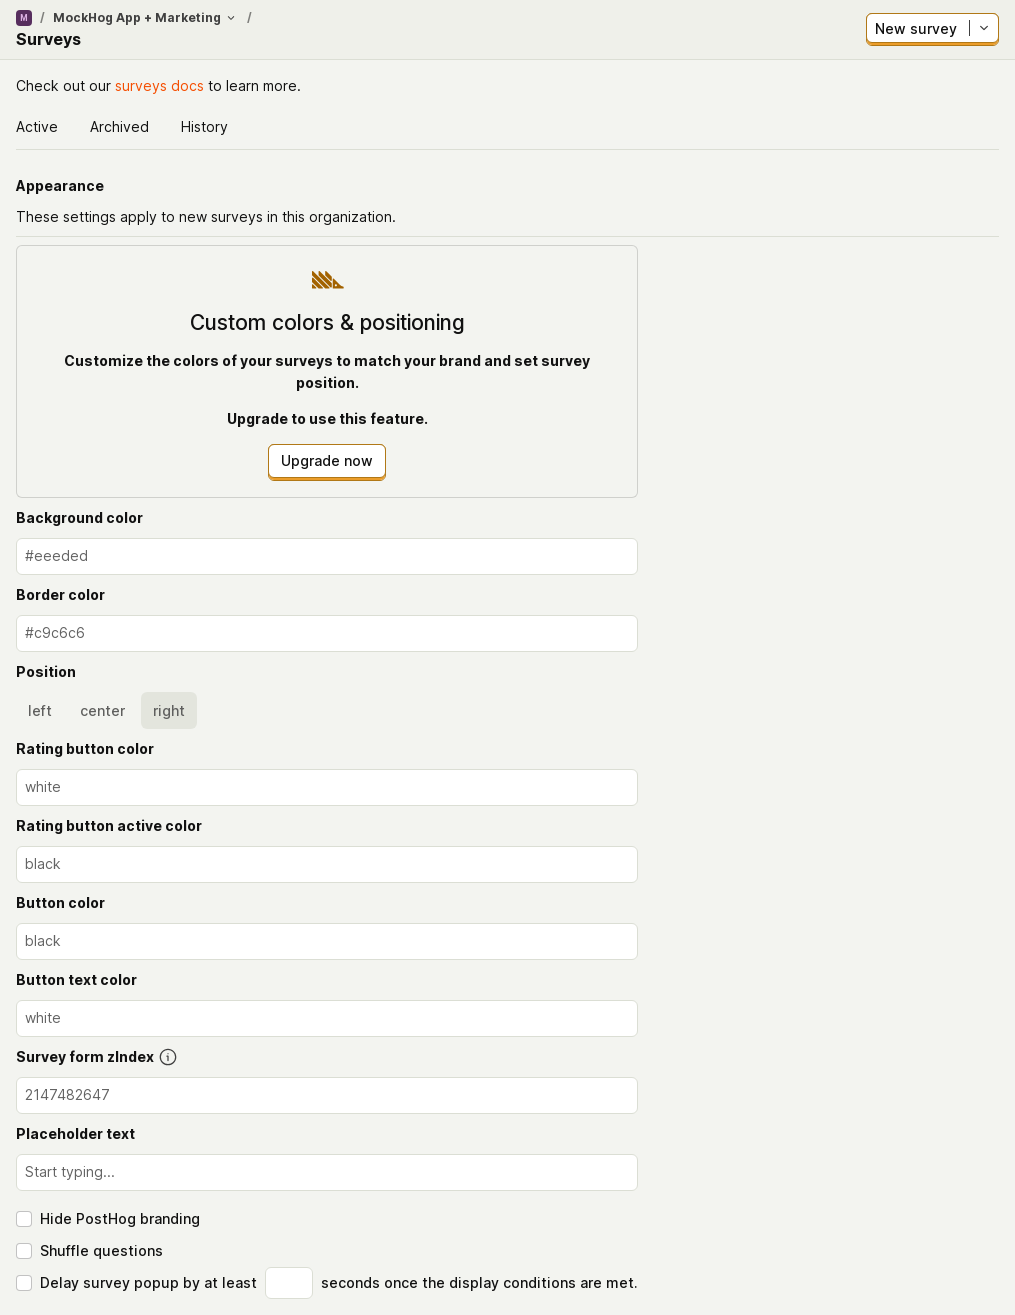 M / MockHog App + Marketing /
Surveys
New survey
Check out our surveys docs to learn more.
Active Archived History
Appearance
These settings apply to new surveys in this organization.
Custom colors & positioning
Customize the colors of your surveys to match your brand and set survey
position.
Upgrade to use this feature.
Upgrade now
Background color
#eeeded
Border color
#c9c6c6
Position
left center right
Rating button color
white
Rating button active color
black
Button color
black
Button text color
white
Survey form zIndex
2147482647
Placeholder text
Start typing...
Hide PostHog branding
Shuffle questions
Delay survey popup by at least seconds once the display conditions are met.